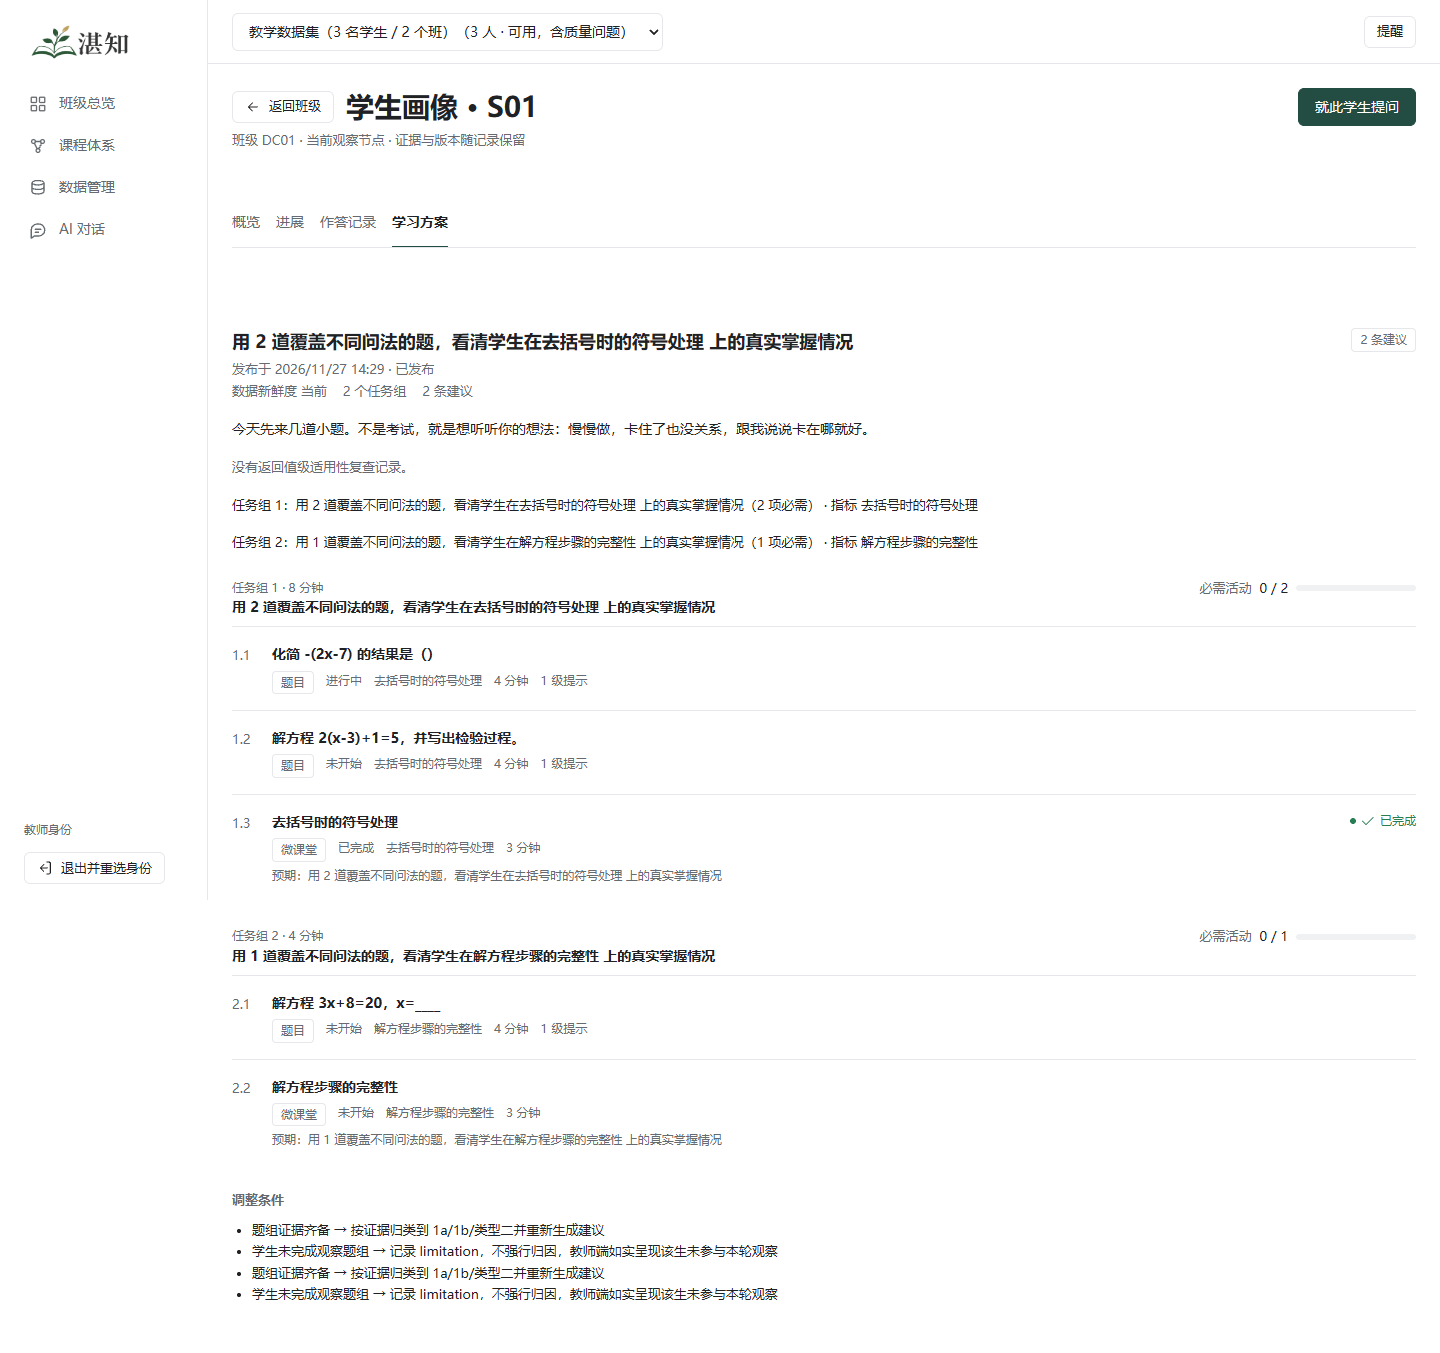 湛知
教学数据集（3 名学生 / 2 个班）（3 人 · 可用，含质量问题）
提醒
班级总览
课程体系
数据管理
AI 对话
教师身份
退出并重选身份
返回班级
学生画像 • S01
就此学生提问
班级 DC01 · 当前观察节点 · 证据与版本随记录保留
概览
进展
作答记录
学习方案
用 2 道覆盖不同问法的题，看清学生在去括号时的符号处理 上的真实掌握情况
2 条建议
发布于 2026/11/27 14:29 · 已发布
数据新鲜度 当前 2 个任务组 2 条建议
今天先来几道小题。不是考试，就是想听听你的想法：慢慢做，卡住了也没关系，跟我说说卡在哪就好。
没有返回值级适用性复查记录。
任务组 1：用 2 道覆盖不同问法的题，看清学生在去括号时的符号处理 上的真实掌握情况（2 项必需） · 指标 去括号时的符号处理
任务组 2：用 1 道覆盖不同问法的题，看清学生在解方程步骤的完整性 上的真实掌握情况（1 项必需） · 指标 解方程步骤的完整性
任务组 1 · 8 分钟
必需活动 0 / 2
用 2 道覆盖不同问法的题，看清学生在去括号时的符号处理 上的真实掌握情况
1.1 化简 -(2x-7) 的结果是（）
题目 进行中 去括号时的符号处理 4 分钟 1 级提示
1.2 解方程 2(x-3)+1=5，并写出检验过程。
题目 未开始 去括号时的符号处理 4 分钟 1 级提示
1.3 去括号时的符号处理
已完成
微课堂 已完成 去括号时的符号处理 3 分钟
预期：用 2 道覆盖不同问法的题，看清学生在去括号时的符号处理 上的真实掌握情况
任务组 2 · 4 分钟
必需活动 0 / 1
用 1 道覆盖不同问法的题，看清学生在解方程步骤的完整性 上的真实掌握情况
2.1 解方程 3x+8=20，x=____
题目 未开始 解方程步骤的完整性 4 分钟 1 级提示
2.2 解方程步骤的完整性
微课堂 未开始 解方程步骤的完整性 3 分钟
预期：用 1 道覆盖不同问法的题，看清学生在解方程步骤的完整性 上的真实掌握情况
调整条件
• 题组证据齐备 → 按证据归类到 1a/1b/类型二并重新生成建议
• 学生未完成观察题组 → 记录 limitation，不强行归因，教师端如实呈现该生未参与本轮观察
• 题组证据齐备 → 按证据归类到 1a/1b/类型二并重新生成建议
• 学生未完成观察题组 → 记录 limitation，不强行归因，教师端如实呈现该生未参与本轮观察